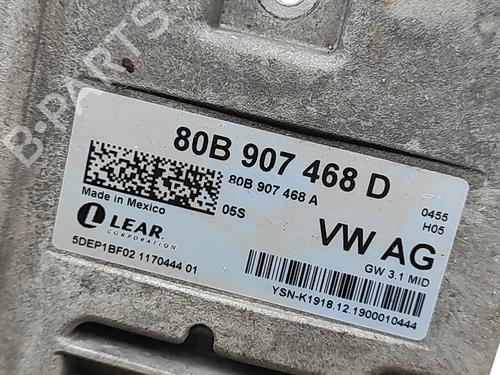 B-PARTS
80B 907 468 D
80B 907 468 A
0455
H05
Made in Mexico
05S
LEAR
CORPORATION
VW AG
GW 3.1 MID
5DEP1BF02 1170444 01
YSN-K1918.12.1900010444